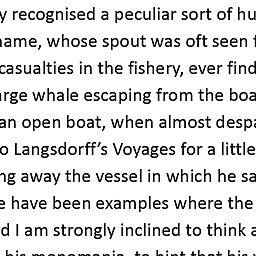 y recognised a peculiar sort of hu
name, whose spout was oft seen f
casualties in the fishery, ever find
arge whale escaping from the boa
an open boat, when almost despa
o Langsdorff's Voyages for a little
ng away the vessel in which he sa
e have been examples where the
d I am strongly inclined to think a
his monomania, to hint that his